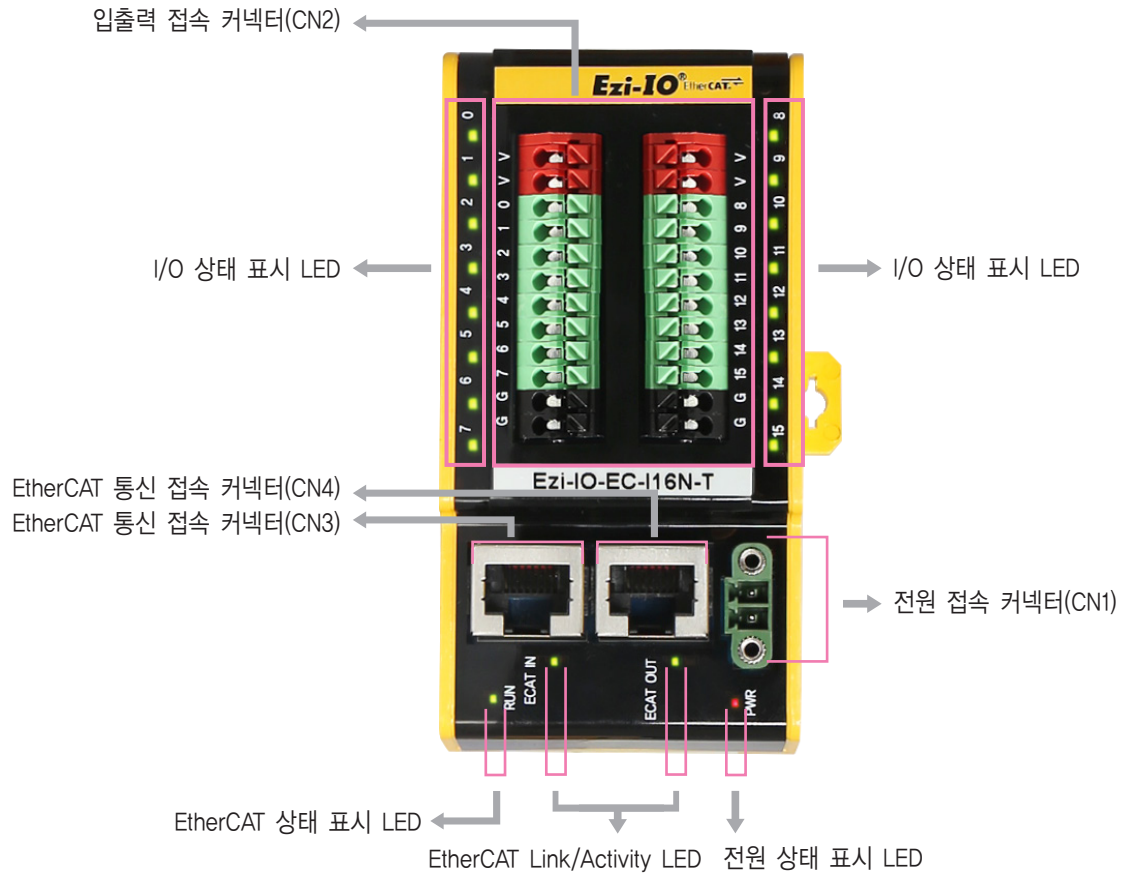 입출력 접속 커넥터(CN2)
Ezi-IO® EtherCAT
0
1
2
3
4
5
6
7
V
V
0
1
2
3
4
5
6
7
G
G
V
V
8
9
10
11
12
13
14
15
G
G
8
9
10
11
12
13
14
15
I/O 상태 표시 LED
I/O 상태 표시 LED
Ezi-IO-EC-I16N-T
EtherCAT 통신 접속 커넥터(CN4)
EtherCAT 통신 접속 커넥터(CN3)
전원 접속 커넥터(CN1)
RUN
ECAT IN
ECAT OUT
PWR
EtherCAT 상태 표시 LED
EtherCAT Link/Activity LED
전원 상태 표시 LED